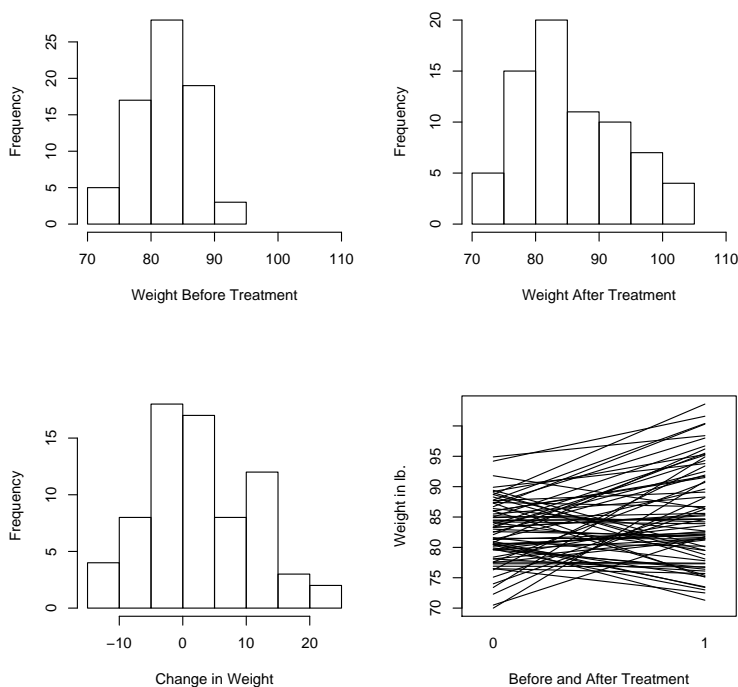 Frequency
0 5 10 15 20 25
70 80 90 100 110
Weight Before Treatment
Frequency
0 5 10 15 20
70 80 90 100 110
Weight After Treatment
Frequency
0 5 15
−10 0 10 20
Change in Weight
Weight in lb.
70 75 80 85 90 95
0 1
Before and After Treatment